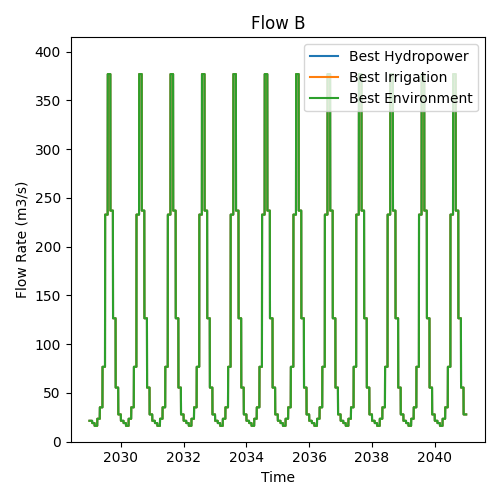 Flow B
Best Hydropower
Best Irrigation
Best Environment
Flow Rate (m3/s)
400
350
300
250
200
150
100
50
0
2030 2032 2034 2036 2038 2040
Time